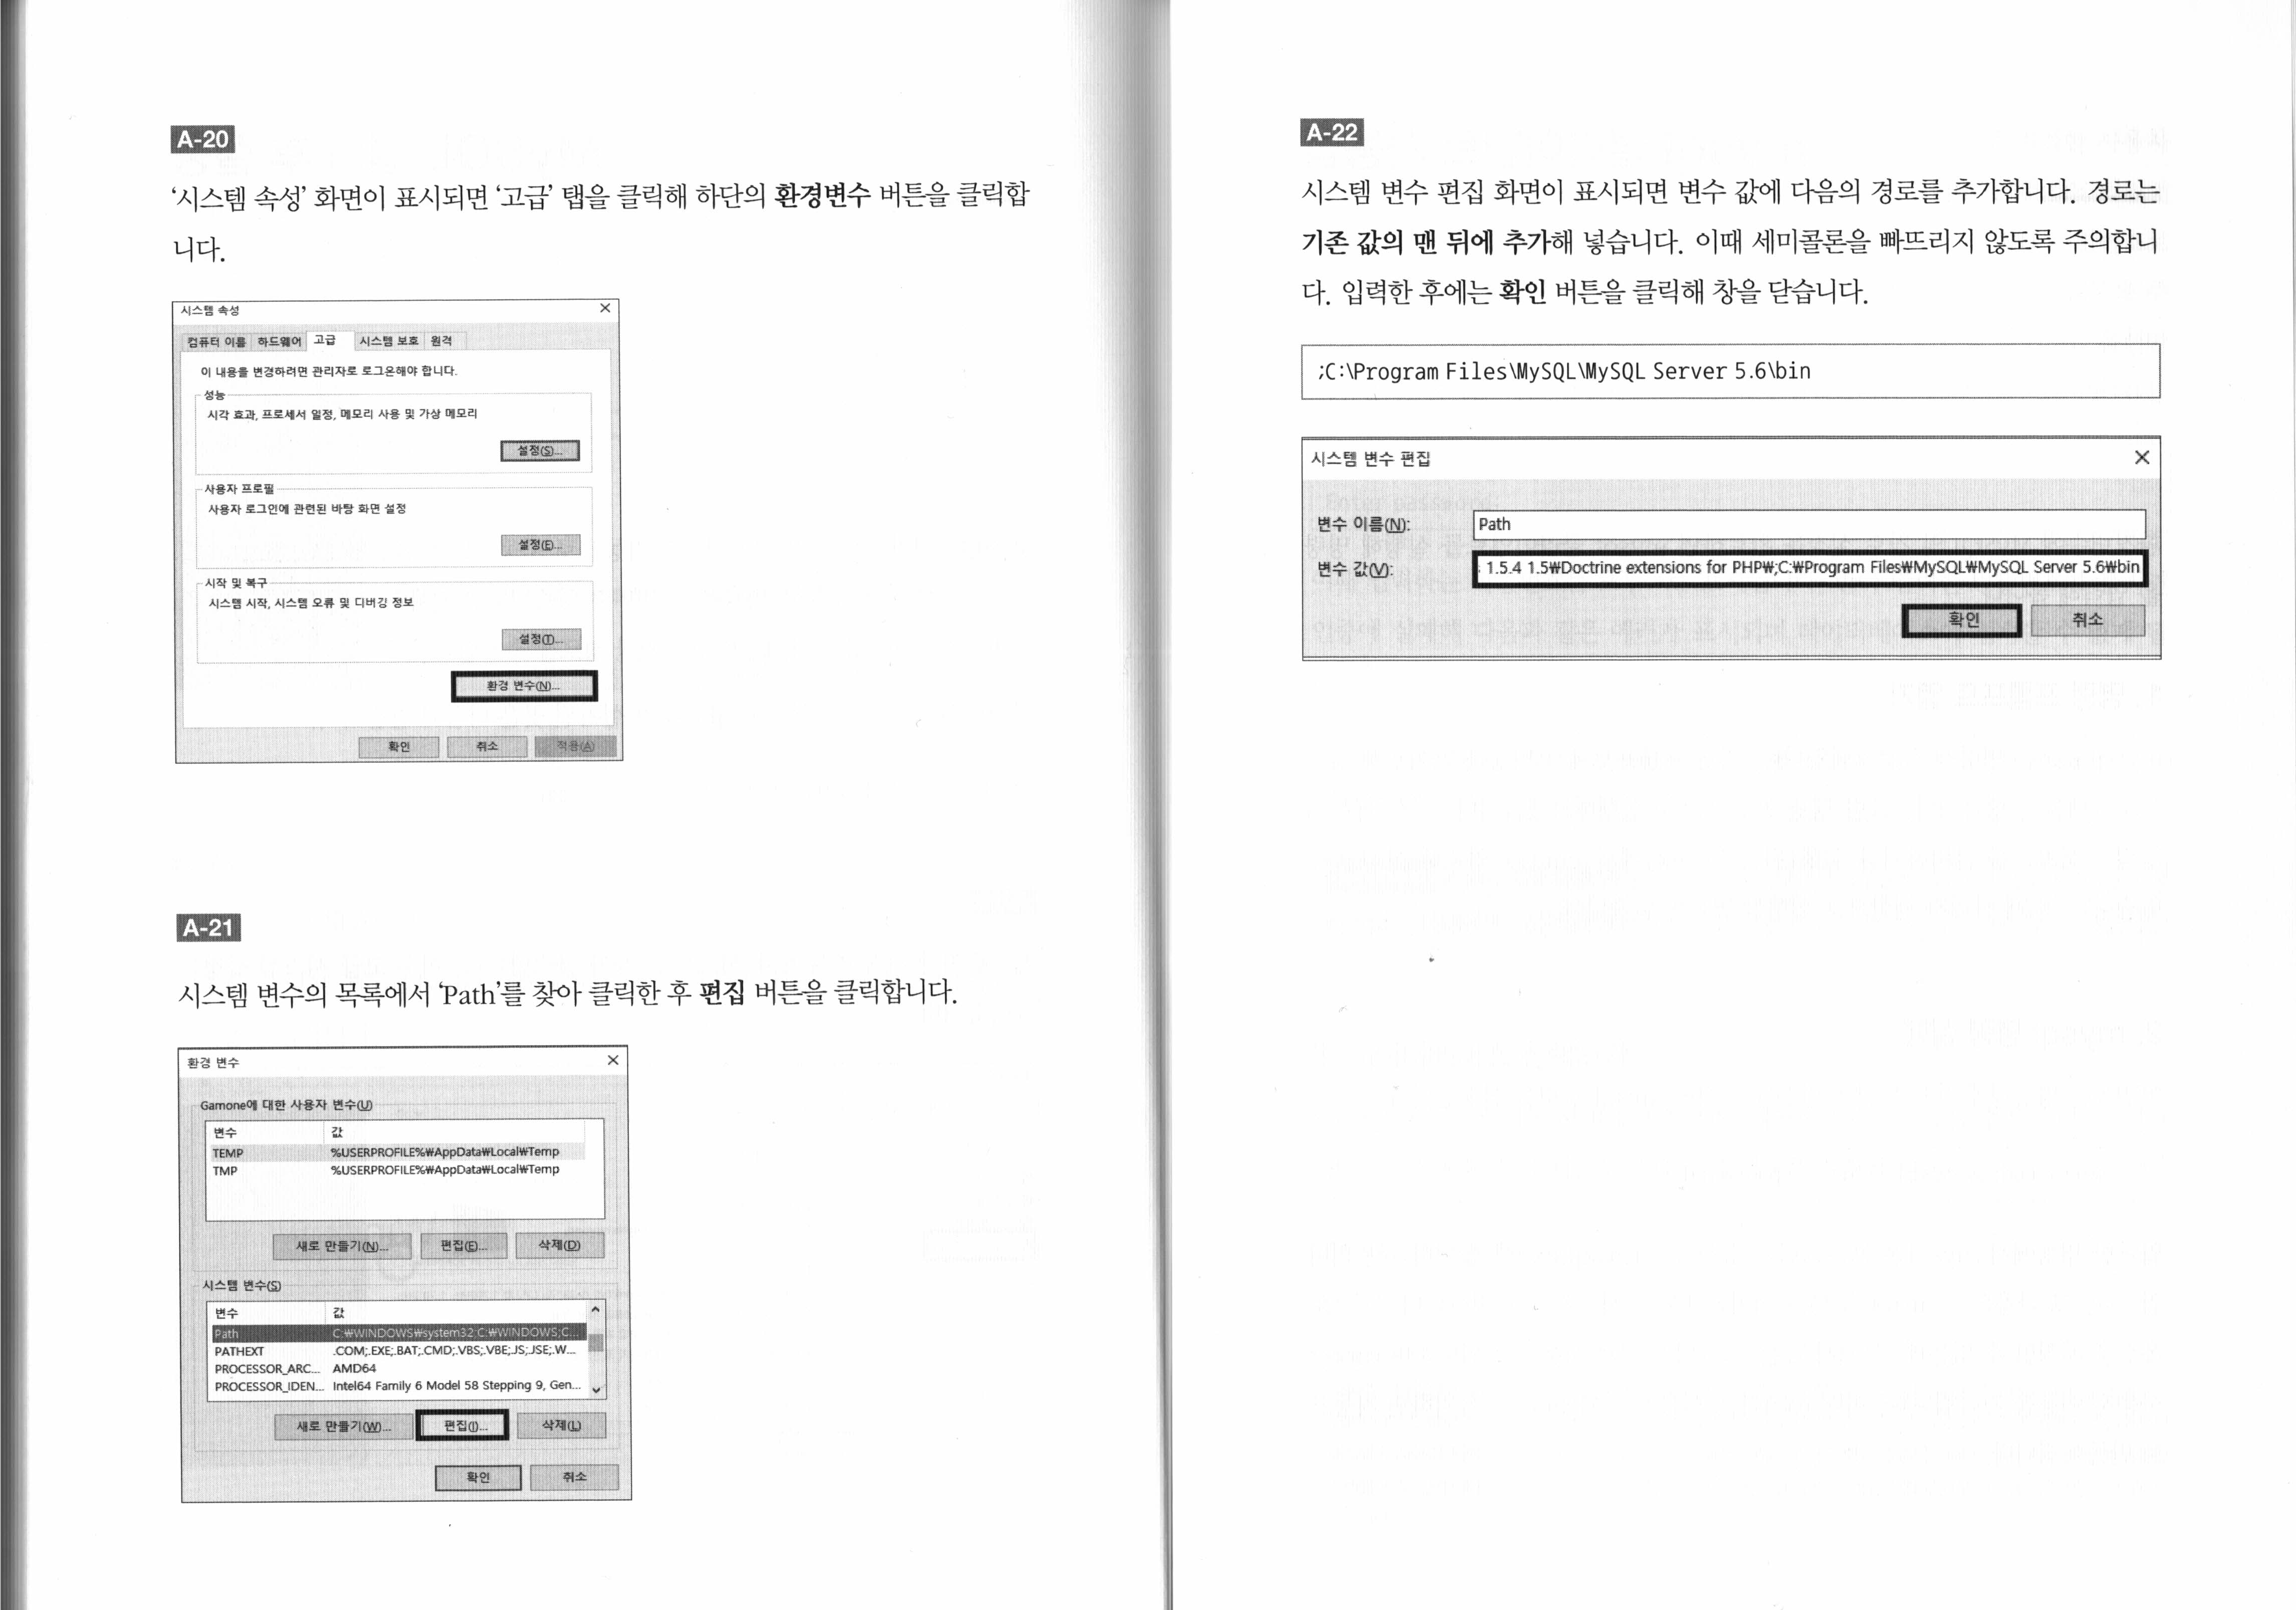 A-20
‘시스템 속성’ 화면이 표시되면 ‘고급’ 탭을 클릭해 하단의 환경변수 버튼을 클릭합
니다.
시스템 속성
컴퓨터 이름 하드웨어 고급 시스템 보호 원격
이 내용을 변경하려면 관리자로 로그온해야 합니다.
성능
시각 효과, 프로세서 일정, 메모리 사용 및 가상 메모리
설정(S)...
사용자 프로필
사용자 로그인에 관련된 바탕 화면 설정
설정(E)...
시작 및 복구
시스템 시작, 시스템 오류 및 디버깅 정보
설정(T)...
환경 변수(N)...
확인 취소 적용(A)
A-21
시스템 변수의 목록에서 ‘Path’를 찾아 클릭한 후 편집 버튼을 클릭합니다.
환경 변수
Gamone에 대한 사용자 변수(U)
변수 값
TEMP %USERPROFILE%₩AppData₩Local₩Temp
TMP %USERPROFILE%₩AppData₩Local₩Temp
새로 만들기(N)... 편집(E)... 삭제(D)
시스템 변수(S)
변수 값
Path C:₩WINDOWS₩system32;C:₩WINDOWS;C...
PATHEXT .COM;.EXE;.BAT;.CMD;.VBS;.VBE;.JS;.JSE;.W...
PROCESSOR_ARC... AMD64
PROCESSOR_IDEN... Intel64 Family 6 Model 58 Stepping 9, Gen...
새로 만들기(W)... 편집(I)... 삭제(L)
확인 취소
A-22
시스템 변수 편집 화면이 표시되면 변수 값에 다음의 경로를 추가합니다. 경로는
기존 값의 맨 뒤에 추가해 넣습니다. 이때 세미콜론을 빠뜨리지 않도록 주의합니
다. 입력한 후에는 확인 버튼을 클릭해 창을 닫습니다.
;C:\Program Files\MySQL\MySQL Server 5.6\bin
시스템 변수 편집
변수 이름(N): Path
변수 값(V): 1.5.4 1.5₩Doctrine extensions for PHP₩;C:₩Program Files₩MySQL₩MySQL Server 5.6₩bin
확인 취소